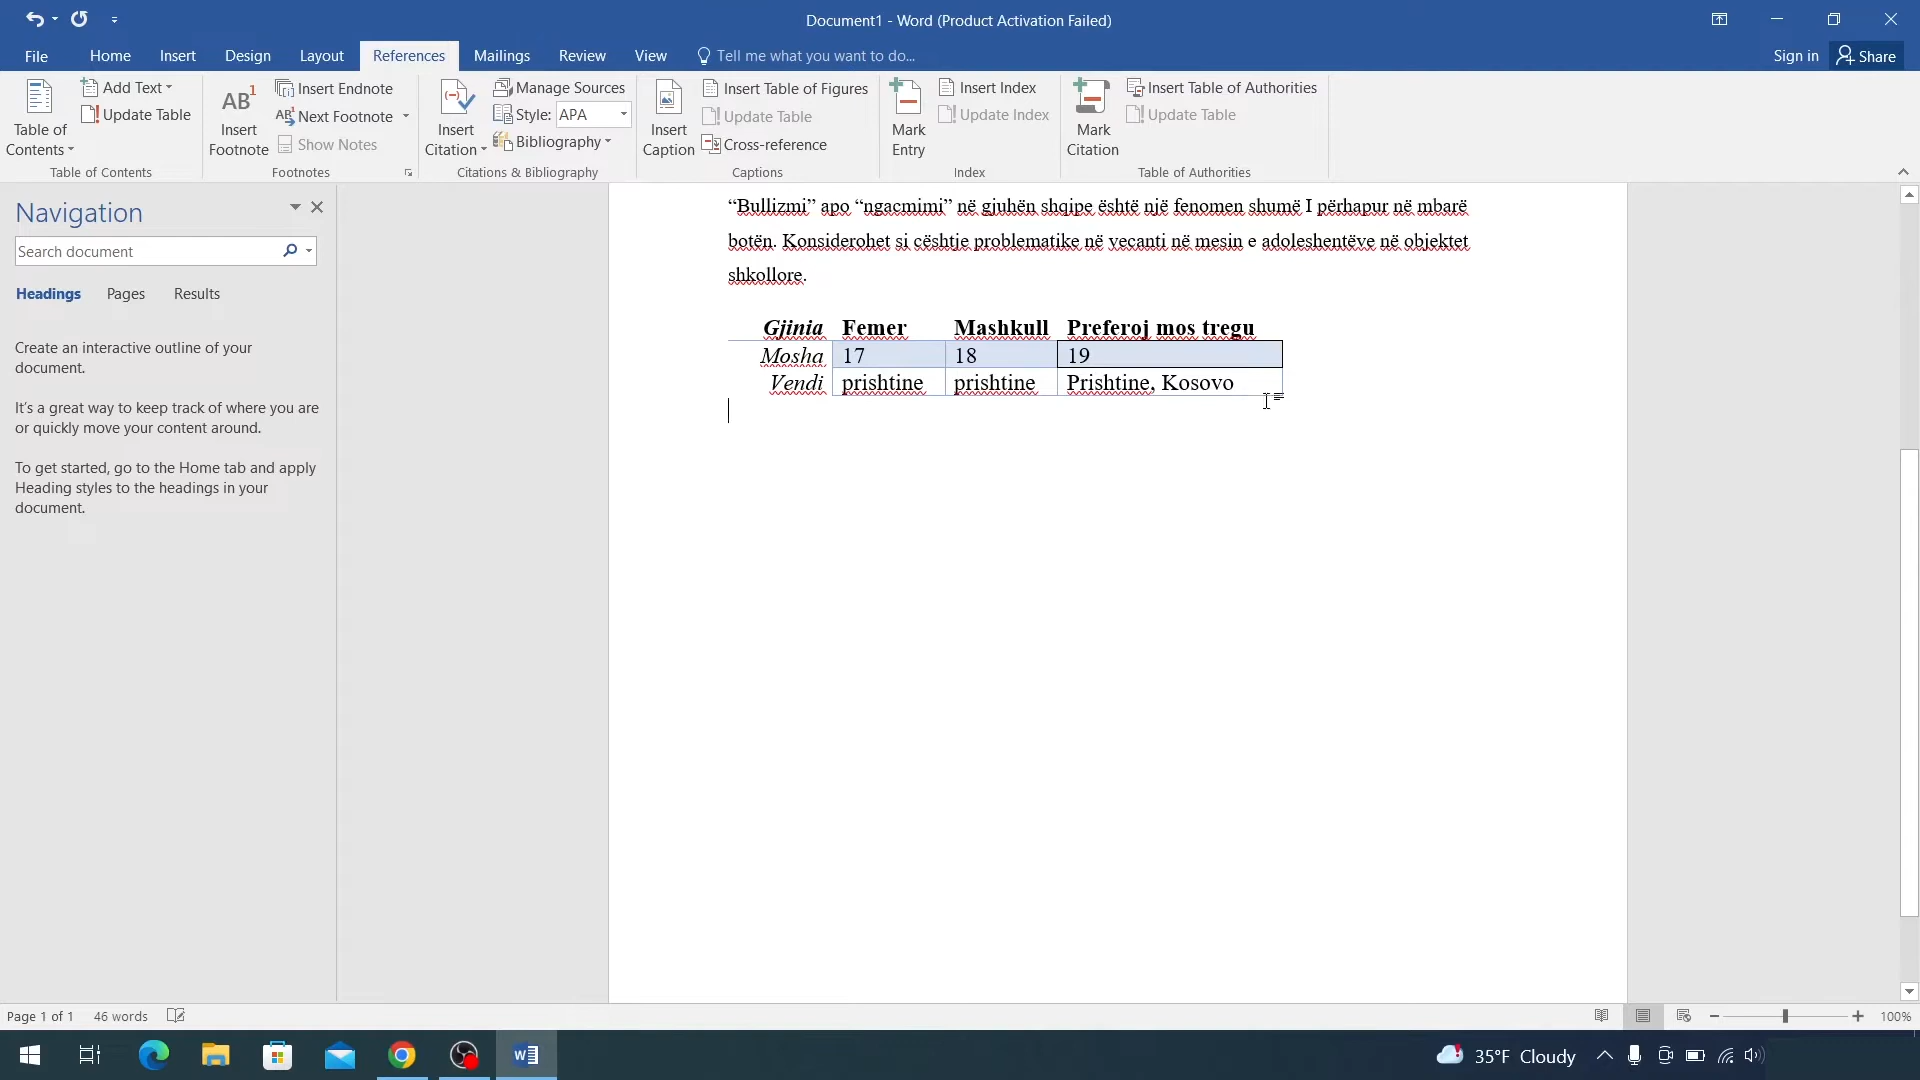 Document1 - Word (Product Activation Failed)
File Home Insert Design Layout References Mailings Review View Tell me what you want to do... Sign in Share
Table of Contents
Add Text
Update Table
Table of Contents
AB1
Insert Footnote
Insert Endnote
AB1 Next Footnote
Show Notes
Footnotes
Insert Citation
Manage Sources
Style: APA
Bibliography
Citations & Bibliography
Insert Caption
Insert Table of Figures
Update Table
Cross-reference
Captions
Mark Entry
Insert Index
Update Index
Index
Mark Citation
Insert Table of Authorities
Update Table
Table of Authorities
Navigation
Search document
Headings Pages Results
Create an interactive outline of your
document.
It's a great way to keep track of where you are
or quickly move your content around.
To get started, go to the Home tab and apply
Heading styles to the headings in your
document.
“Bullizmi” apo “ngacmimi” në gjuhën shqipe është një fenomen shumë I përhapur në mbarë
botën. Konsiderohet si cështje problematike në vecanti në mesin e adoleshentëve në objektet
shkollore.
Gjinia Femer Mashkull Preferoj mos tregu
Mosha 17 18 19
Vendi prishtine prishtine Prishtine, Kosovo
Page 1 of 1 46 words 100%
W 35°F Cloudy